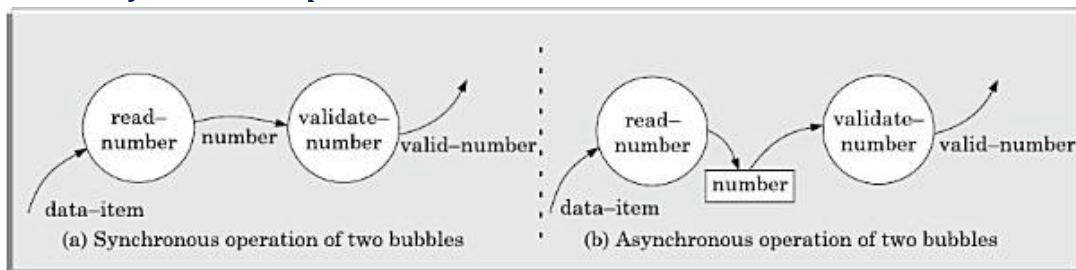 read–
number
number
validate–
number
valid–number
data–item
(a) Synchronous operation of two bubbles
read–
number
number
validate–
number
valid–number
data–item
(b) Asynchronous operation of two bubbles